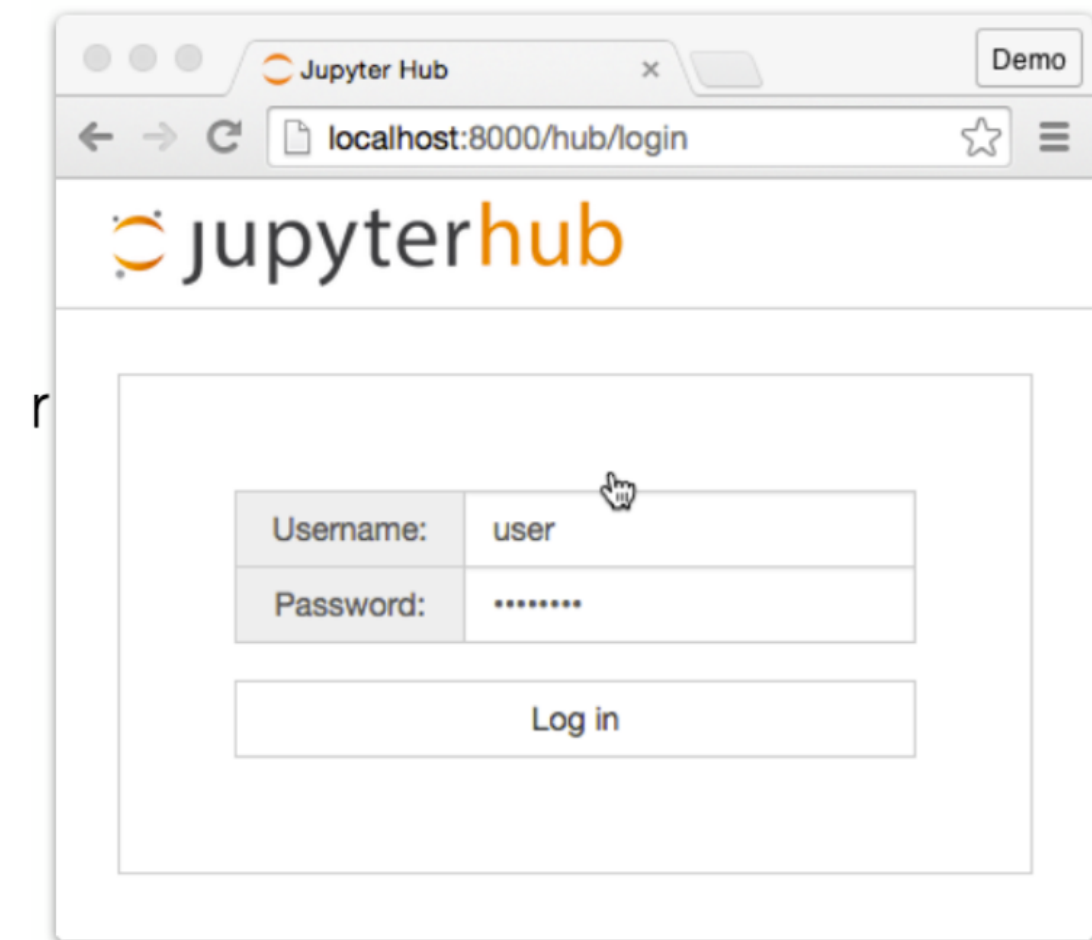 Jupyter Hub
Demo
localhost:8000/hub/login
jupyterhub
r
Username: user
Password: ••••••••
Log in